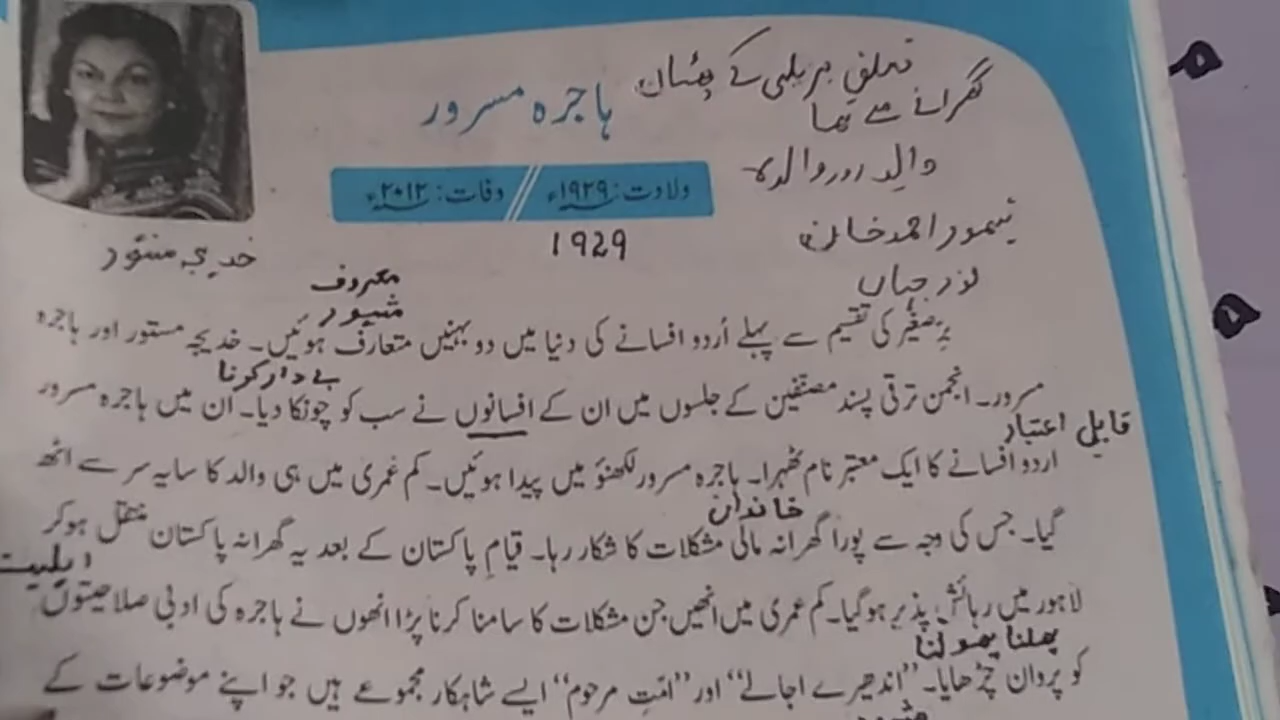 تعلق بریلی کے پٹھان
گھرانے سے تھا
ہاجرہ مسرور
والد اور والدہ
ولادت: ۱۹۲۹ء // وفات: ۲۰۱۲ء
تیمور احمد خان
1929
خدیجہ مستور
نورجہاں
معروف
مشہور
برِصغیر کی تقسیم سے پہلے اُردو افسانے کی دنیا میں دو بہنیں متعارف ہوئیں۔ خدیجہ مستور اور ہاجرہ
بے دار کرنا
مسرور۔ انجمن ترقی پسند مصنفین کے جلسوں میں ان کے افسانوں نے سب کو چونکا دیا۔ ان میں ہاجرہ مسرور
قابلِ اعتبار
اردو افسانے کا ایک معتبر نام ٹھہرا۔ ہاجرہ مسرور لکھنؤ میں پیدا ہوئیں۔ کم عمری میں ہی والد کا سایہ سر سے اٹھ
خاندان
گیا۔ جس کی وجہ سے پورا گھرانہ مالی مشکلات کا شکار رہا۔ قیامِ پاکستان کے بعد یہ گھرانہ پاکستان منتقل ہوکر
لاہور میں رہائش پذیر ہوگیا۔ کم عمری میں انھیں جن مشکلات کا سامنا کرنا پڑا انھوں نے ہاجرہ کی ادبی صلاحیتوں
پھلنا پھولنا
کو پروان چڑھایا۔ ”اندھیرے اجالے“ اور ”امّتِ مرحوم“ ایسے شاہکار مجموعے ہیں جو اپنے موضوعات کے